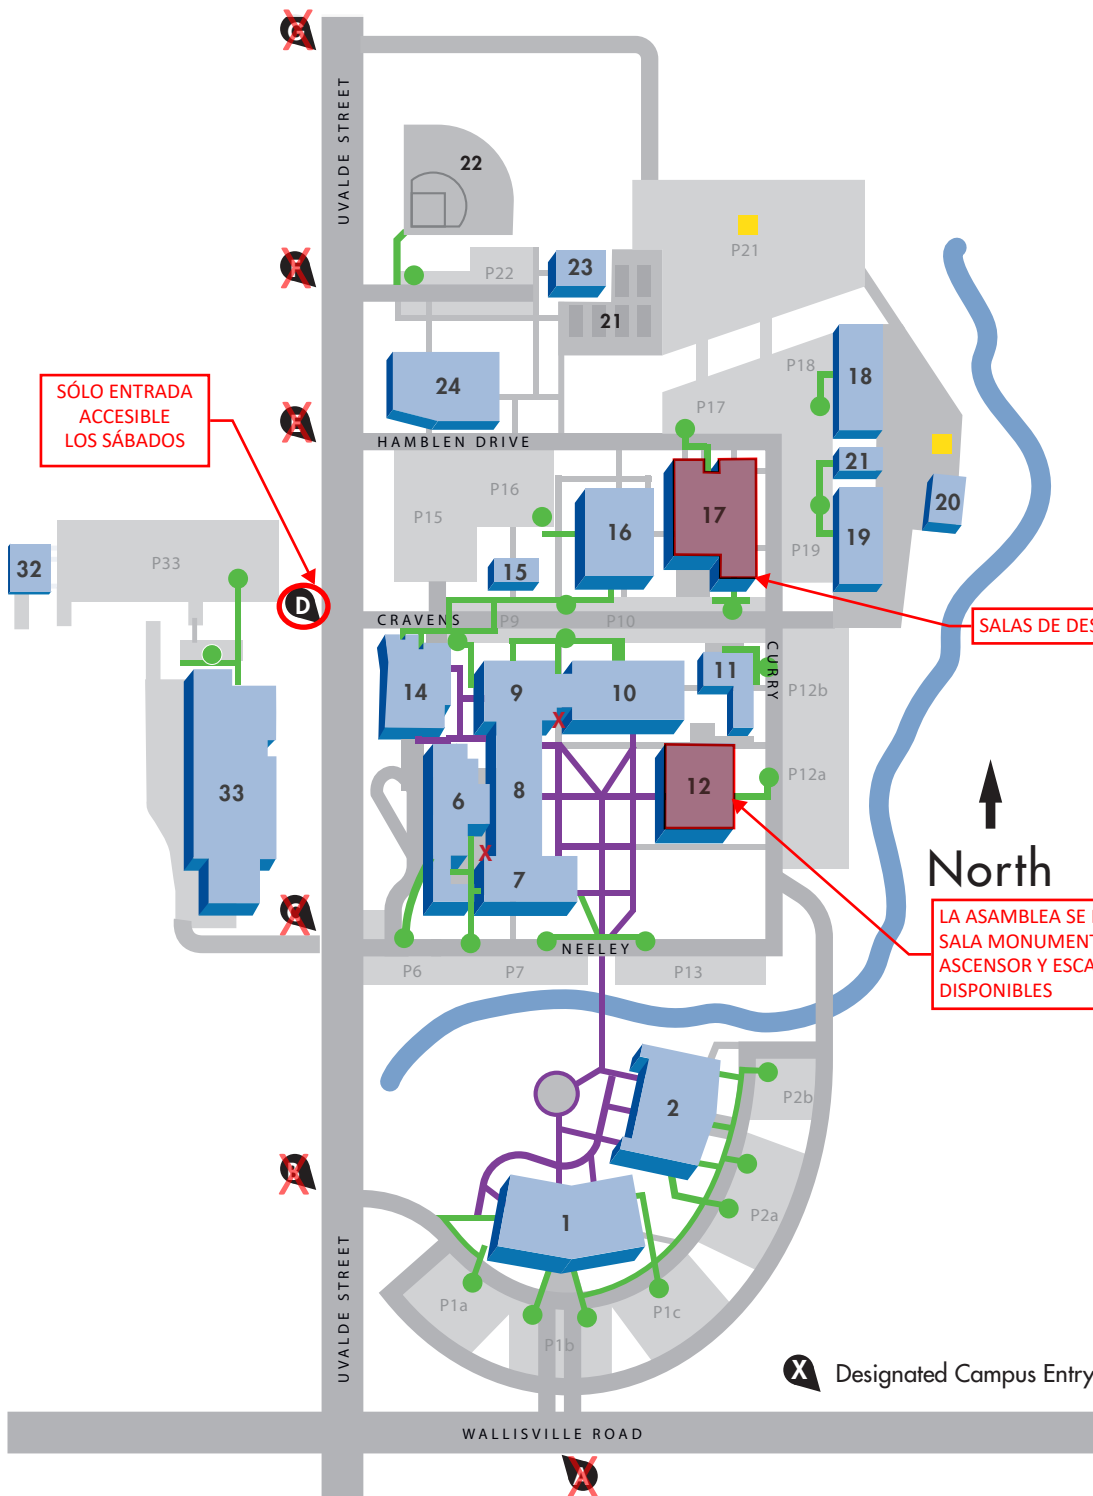 G
UVALDE STREET
22
F
P22
23
P21
21
24
P18
18
SÓLO ENTRADA
ACCESIBLE
LOS SÁBADOS
E
HAMBLEN DRIVE
P17
21
P16
P15
17
16
20
15
P19
19
32
P33
D
CRAVENS
P9
P10
SALAS DE DES
CURRY
14
9
10
11
P12b
X
33
6
8
12
P12a
X
7
North
C
LA ASAMBLEA SE
SALA MONUMENT
ASCENSOR Y ESCA
DISPONIBLES
NEELEY
P6
P7
P13
2
P2b
B
1
P2a
UVALDE STREET
P1a
P1c
P1b
X Designated Campus Entry
WALLISVILLE ROAD
A